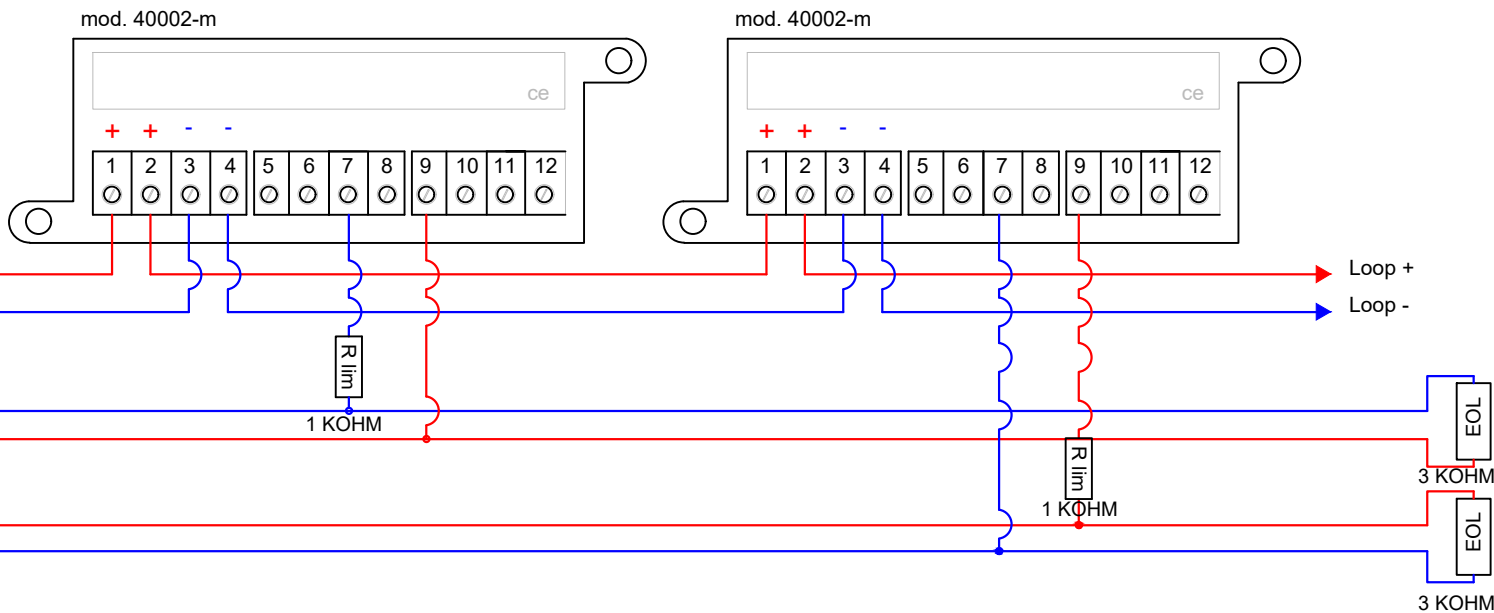 mod. 40002-m
mod. 40002-m
ce
ce
+ + - -
+ + - -
1 2 3 4 5 6 7 8 9 10 11 12
1 2 3 4 5 6 7 8 9 10 11 12
Loop +
Loop -
R lim
1 KOHM
EOL
3 KOHM
R lim
1 KOHM
EOL
3 KOHM